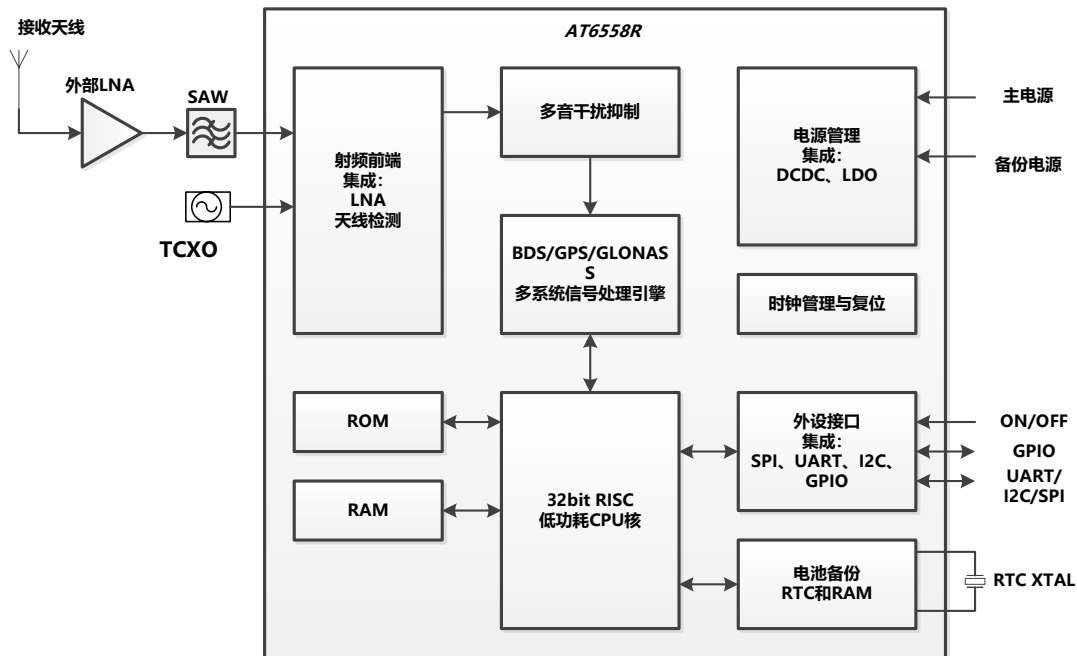 接收天线
AT6558R
外部LNA
SAW
TCXO
射频前端
集成：
LNA
天线检测
多音干扰抑制
BDS/GPS/GLONAS
S
多系统信号处理引擎
电源管理
集成：
DCDC、LDO
主电源
备份电源
时钟管理与复位
ROM
RAM
32bit RISC
低功耗CPU核
外设接口
集成：
SPI、UART、I2C、
GPIO
ON/OFF
GPIO
UART/
I2C/SPI
电池备份
RTC和RAM
RTC XTAL